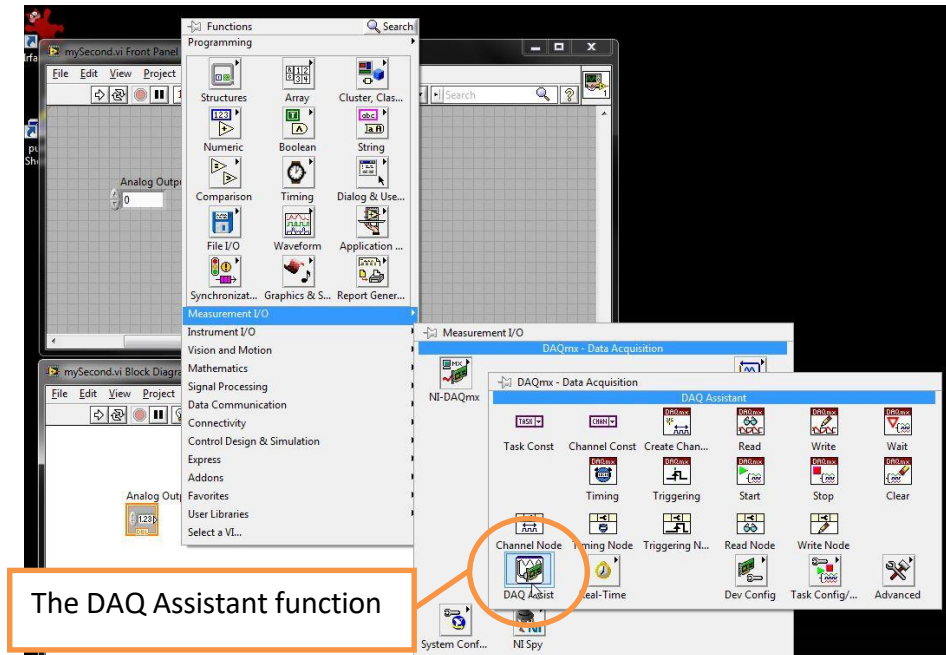 Functions
Search
Programming
Structures
Array
Cluster, Clas...
Numeric
Boolean
String
Comparison
Timing
Dialog & Use...
File I/O
Waveform
Application ...
Synchronizat...
Graphics & S...
Report Gener...
Measurement I/O
Instrument I/O
Vision and Motion
Mathematics
Signal Processing
Data Communication
Connectivity
Control Design & Simulation
Express
Addons
Favorites
User Libraries
Select a VI...
mySecond.vi Front Panel
File Edit View Project
Search
Analog Outp
0
mySecond.vi Block Diagra
File Edit View Project
Analog Outp
1.23
Measurement I/O
DAQmx - Data Acquisition
NI-DAQmx
DAQmx - Data Acquisition
DAQ Assistant
Task Const
Channel Const
Create Chan...
Read
Write
Wait
Timing
Triggering
Start
Stop
Clear
Channel Node
Timing Node
Triggering N...
Read Node
Write Node
DAQ Assist
Real-Time
Dev Config
Task Config/...
Advanced
System Conf...
NI Spy
The DAQ Assistant function